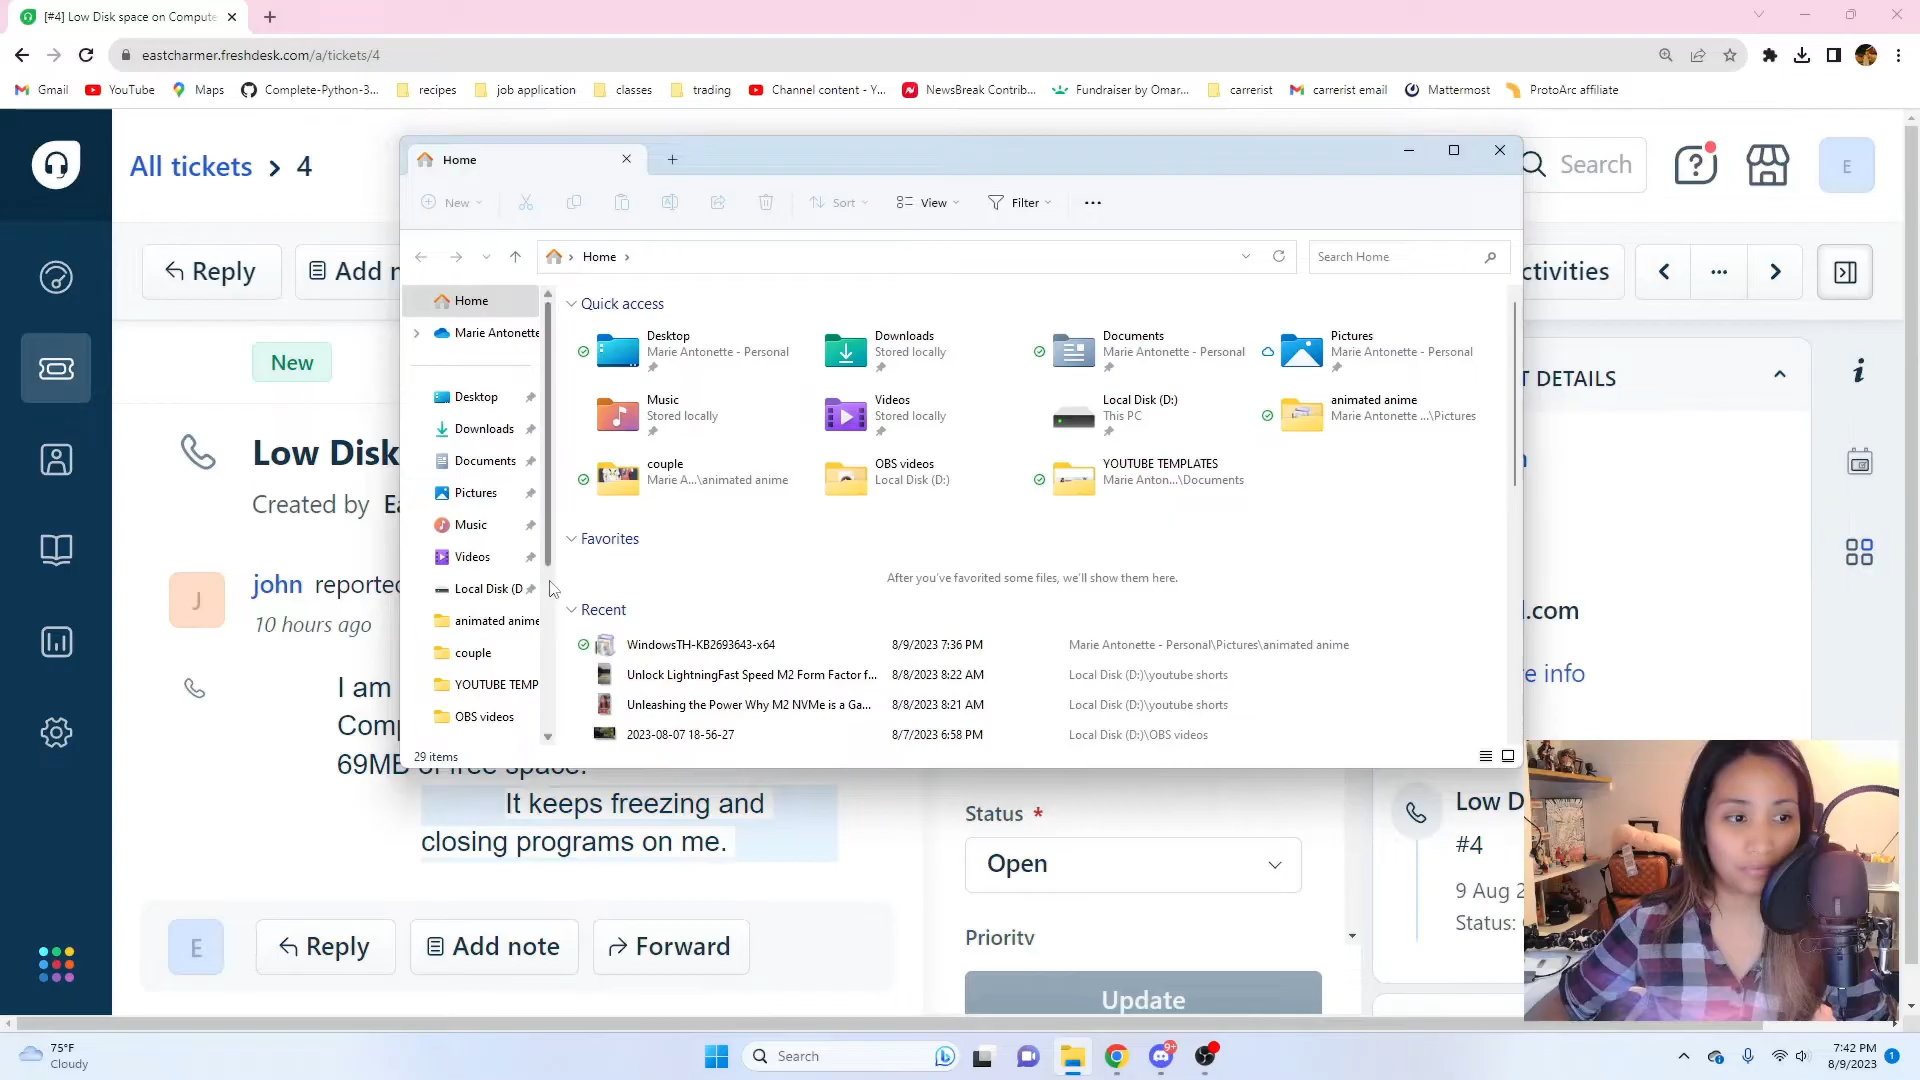 [#4] Low Disk space on Compute
eastcharmer.freshdesk.com/a/tickets/4
Gmail YouTube Maps Complete-Python-3... recipes job application classes trading Channel content - Y... NewsBreak Contrib... Fundraiser by Omar... carrerist carrerist email Mattermost ProtoArc affiliate
All tickets > 4
Search
E
Reply
Add n
ctivities
New
Low Disk
Created by Ea
J
john reported
10 hours ago
I am
Comp
69MB of free space.
It keeps freezing and
closing programs on me.
E
Reply
Add note
Forward
Home
New
Sort
View
Filter
Home
Search Home
Home
Marie Antonette
Desktop
Downloads
Documents
Pictures
Music
Videos
Local Disk (D
animated anime
couple
YOUTUBE TEMP
OBS videos
Quick access
Desktop
Marie Antonette - Personal
Downloads
Stored locally
Documents
Marie Antonette - Personal
Pictures
Marie Antonette - Personal
Music
Stored locally
Videos
Stored locally
Local Disk (D:)
This PC
animated anime
Marie Antonette ...\Pictures
couple
Marie A...\animated anime
OBS videos
Local Disk (D:)
YOUTUBE TEMPLATES
Marie Anton...\Documents
Favorites
After you've favorited some files, we'll show them here.
Recent
WindowsTH-KB2693643-x64 8/9/2023 7:36 PM Marie Antonette - Personal\Pictures\animated anime
Unlock LightningFast Speed M2 Form Factor f... 8/8/2023 8:22 AM Local Disk (D:)\youtube shorts
Unleashing the Power Why M2 NVMe is a Ga... 8/8/2023 8:21 AM Local Disk (D:)\youtube shorts
2023-08-07 18-56-27 8/7/2023 6:58 PM Local Disk (D:)\OBS videos
29 items
T DETAILS
l.com
re info
Status *
Open
Priority
Update
Low D
#4
9 Aug 2
Status:
75°F
Cloudy
Search
9+
7:42 PM
8/9/2023
1